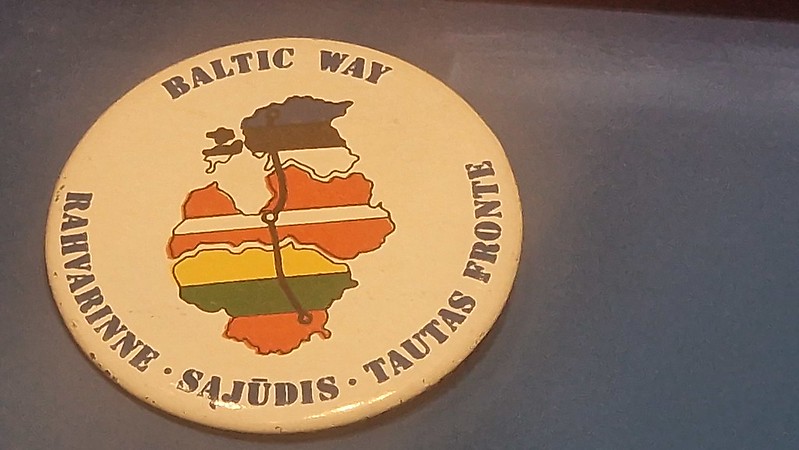 BALTIC WAY
RAHVARINNE · SĄJŪDIS · TAUTAS FRONTE